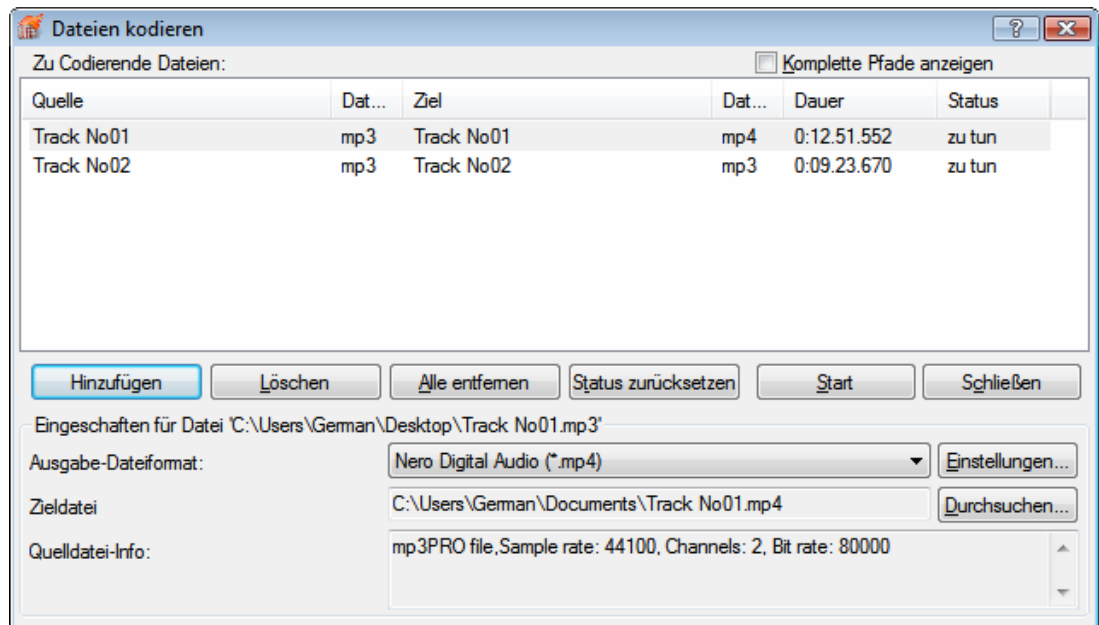 Dateien kodieren
Zu Codierende Dateien: Komplette Pfade anzeigen
Quelle Dat... Ziel Dat... Dauer Status
Track No01 mp3 Track No01 mp4 0:12.51.552 zu tun
Track No02 mp3 Track No02 mp3 0:09.23.670 zu tun
Hinzufügen Löschen Alle entfernen Status zurücksetzen Start Schließen
Eingeschaften für Datei 'C:\Users\German\Desktop\Track No01.mp3'
Ausgabe-Dateiformat: Nero Digital Audio (*.mp4) Einstellungen...
Zieldatei C:\Users\German\Documents\Track No01.mp4 Durchsuchen...
Quelldatei-Info: mp3PRO file,Sample rate: 44100, Channels: 2, Bit rate: 80000